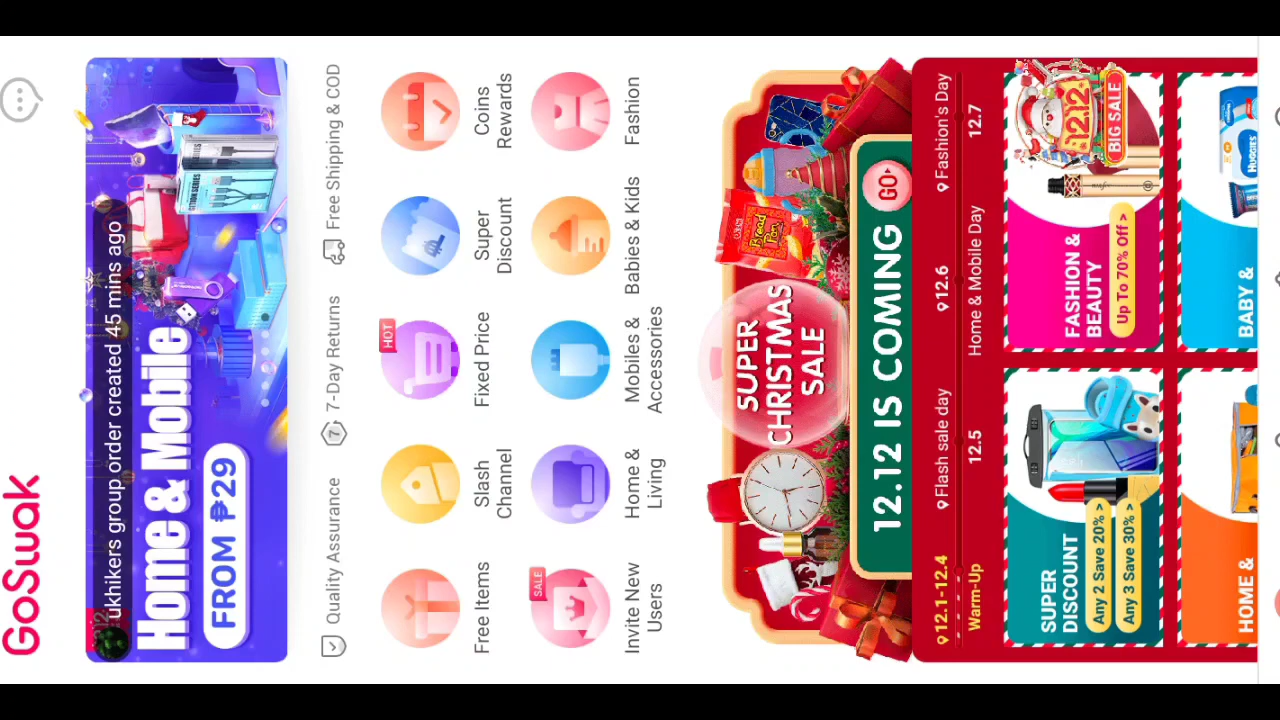 GoSwak
ukhikers group order created 45 mins ago
Home & Mobile
FROM ₱29
Quality Assurance
7-Day Returns
Free Shipping & COD
Free Items
Slash
Channel
HOT
Fixed Price
Super
Discount
Coins
Rewards
SALE
Invite New
Users
Home &
Living
Mobiles &
Accessories
Babies & Kids
Fashion
SUPER
CHRISTMAS
SALE
Bread
Pan
12.12 IS COMING
GO
12.1-12.4
Warm-Up
Flash sale day
12.5
12.6
Home & Mobile Day
Fashion's Day
12.7
SUPER
DISCOUNT
Any 2 Save 20% >
Any 3 Save 30% >
FASHION &
BEAUTY
Up To 70% Off >
12.12
BIG SALE
HOME &
BABY &
HUGGIES